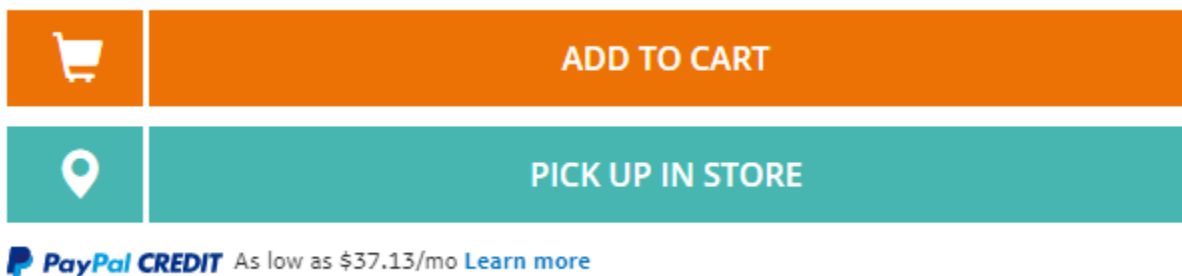 ADD TO CART
PICK UP IN STORE
PayPal CREDIT As low as $37.13/mo Learn more